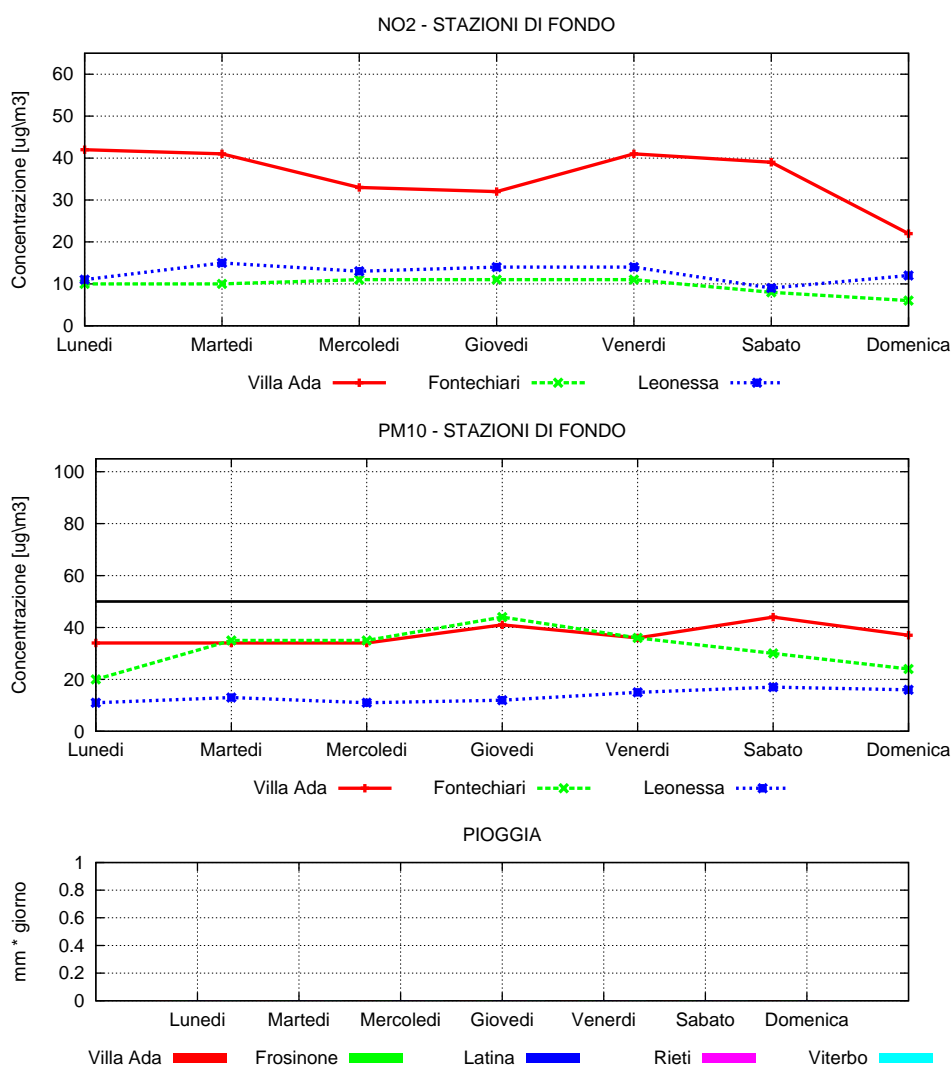 NO2 - STAZIONI DI FONDO
Concentrazione [ug\m3]
60
50
40
30
20
10
0
Lunedi Martedi Mercoledi Giovedi Venerdi Sabato Domenica
Villa Ada Fontechiari Leonessa
PM10 - STAZIONI DI FONDO
Concentrazione [ug\m3]
100
80
60
40
20
0
Lunedi Martedi Mercoledi Giovedi Venerdi Sabato Domenica
Villa Ada Fontechiari Leonessa
PIOGGIA
mm * giorno
1
0.8
0.6
0.4
0.2
0
Lunedi Martedi Mercoledi Giovedi Venerdi Sabato Domenica
Villa Ada Frosinone Latina Rieti Viterbo